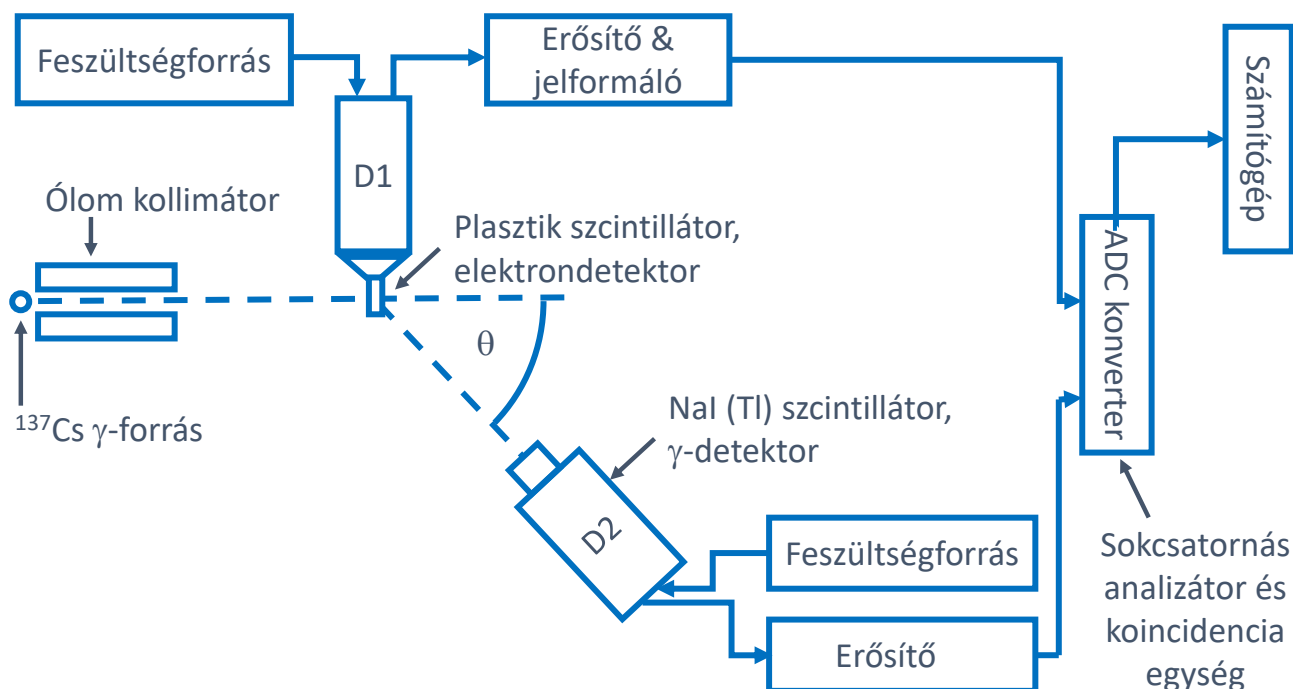 Feszültségforrás
Erősítő &
jelformáló
Számítógép
D1
Ólom kollimátor
Plasztik szcintillátor,
elektrondetektor
ADC konverter
θ
¹³⁷Cs γ-forrás
NaI (Tl) szcintillátor,
γ-detektor
D2
Feszültségforrás
Erősítő
Sokcsatornás
analizátor és
koincidencia
egység